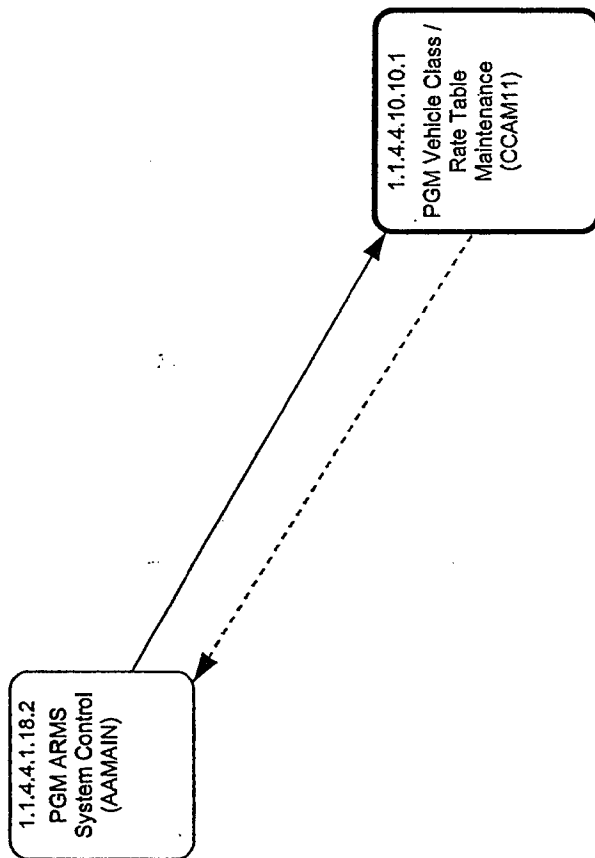 1.1.4.4.1.18.2
PGM ARMS
System Control
(AAMAIN)
1.1.4.4.10.10.1
PGM Vehicle Class /
Rate Table
Maintenance
(CCAM11)